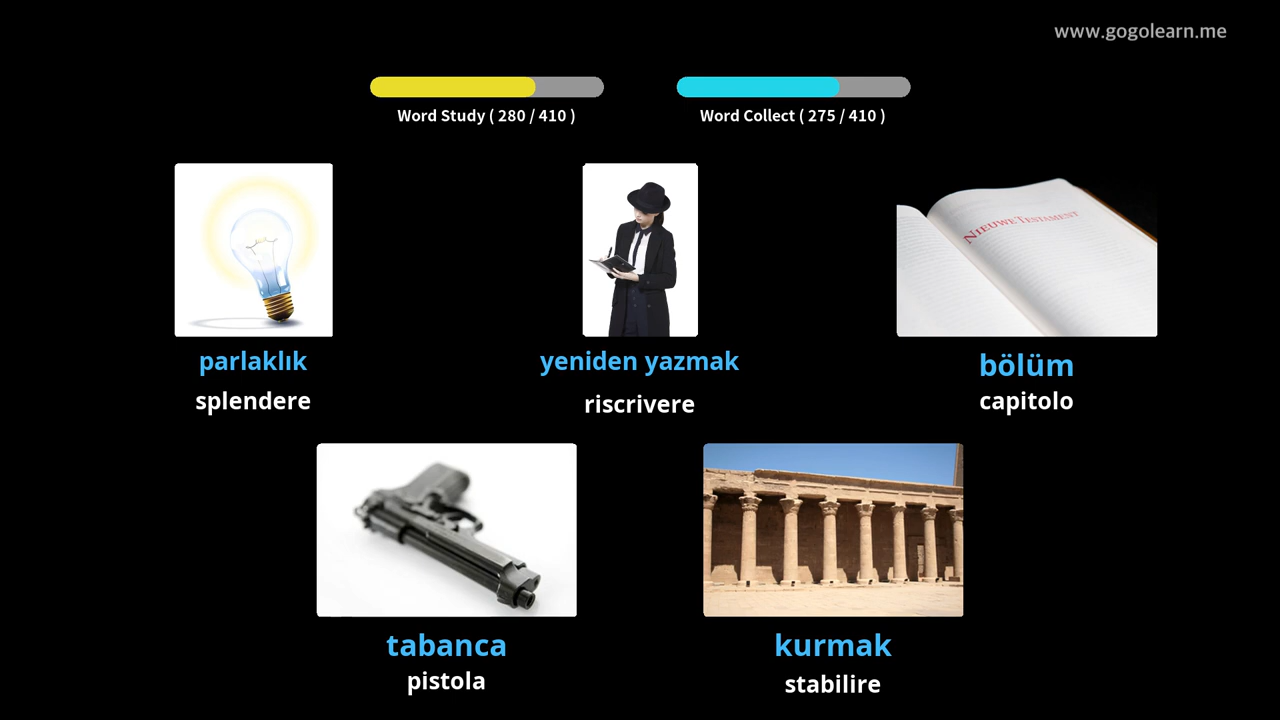 www.gogolearn.me
Word Study ( 280 / 410 )
Word Collect ( 275 / 410 )
NIEUWE TESTAMENT
parlaklık
splendere
yeniden yazmak
riscrivere
bölüm
capitolo
tabanca
pistola
kurmak
stabilire